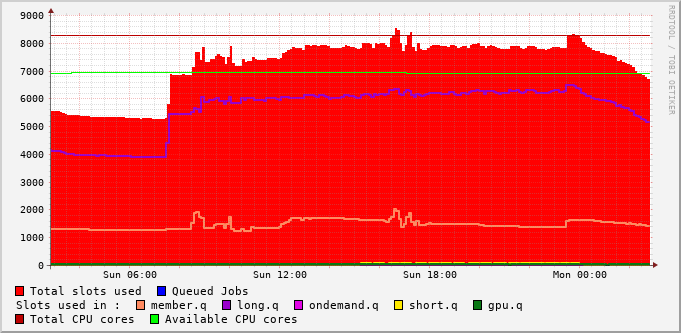 9000
8000
7000
6000
5000
4000
3000
2000
1000
0
Sun 06:00 Sun 12:00 Sun 18:00 Mon 00:00
RRDTOOL / TOBI OETIKER
Total slots used Queued Jobs
Slots used in : member.q long.q ondemand.q short.q gpu.q
Total CPU cores Available CPU cores